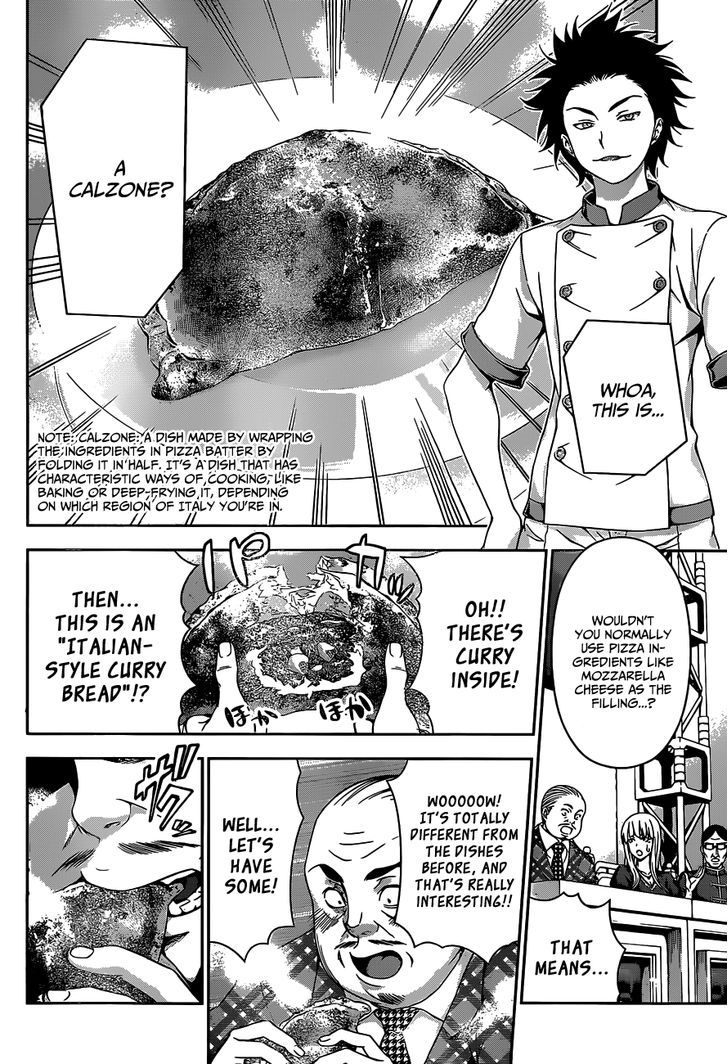 WHOA,
THIS IS...
A
CALZONE?
NOTE: CALZONE: A DISH MADE BY WRAPPING
THE INGREDIENTS IN PIZZA BATTER BY
FOLDING IT IN HALF. IT'S A DISH THAT HAS
CHARACTERISTIC WAYS OF COOKING, LIKE
BAKING OR DEEP-FRYING IT, DEPENDING
ON WHICH REGION OF ITALY YOU'RE IN.
WOULDN'T
YOU NORMALLY
USE PIZZA IN-
GREDIENTS LIKE
MOZZARELLA
CHEESE AS THE
FILLING...?
THAT
MEANS...
パカ
OH!!
THERE'S
CURRY
INSIDE!
ほか
ほか
THEN...
THIS IS AN
"ITALIAN-
STYLE CURRY
BREAD"!?
WOOOOOW!
IT'S TOTALLY
DIFFERENT FROM
THE DISHES
BEFORE, AND
THAT'S REALLY
INTERESTING!!
WELL...
LET'S
HAVE
SOME!
ザクッ